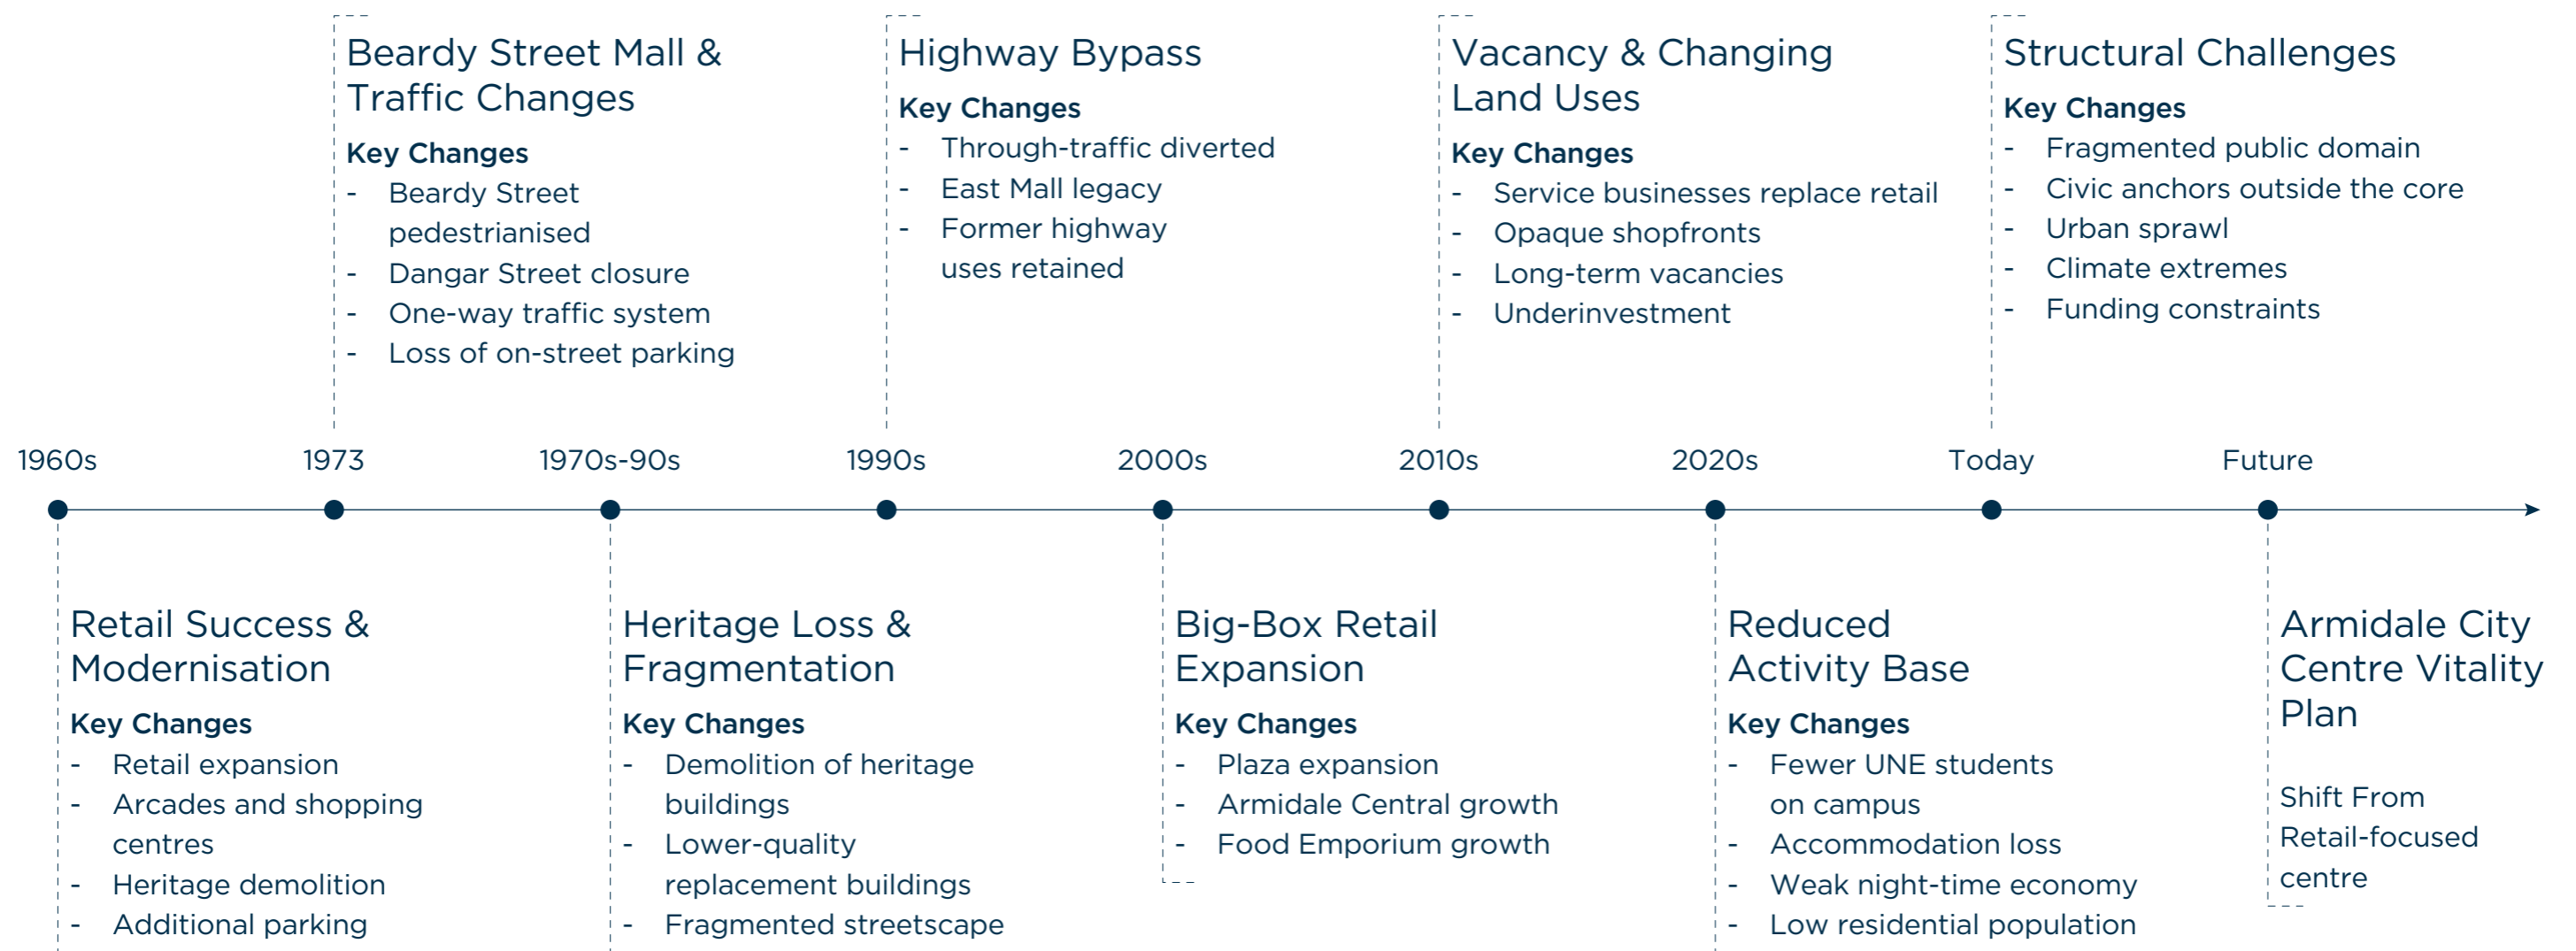 Beardy Street Mall &
Traffic Changes
Key Changes
- Beardy Street
pedestrianised
- Dangar Street closure
- One-way traffic system
- Loss of on-street parking
Highway Bypass
Key Changes
- Through-traffic diverted
- East Mall legacy
- Former highway
uses retained
Vacancy & Changing
Land Uses
Key Changes
- Service businesses replace retail
- Opaque shopfronts
- Long-term vacancies
- Underinvestment
Structural Challenges
Key Changes
- Fragmented public domain
- Civic anchors outside the core
- Urban sprawl
- Climate extremes
- Funding constraints
1960s
1973
1970s-90s
1990s
2000s
2010s
2020s
Today
Future
Retail Success &
Modernisation
Key Changes
- Retail expansion
- Arcades and shopping
centres
- Heritage demolition
- Additional parking
Heritage Loss &
Fragmentation
Key Changes
- Demolition of heritage
buildings
- Lower-quality
replacement buildings
- Fragmented streetscape
Big-Box Retail
Expansion
Key Changes
- Plaza expansion
- Armidale Central growth
- Food Emporium growth
Reduced
Activity Base
Key Changes
- Fewer UNE students
on campus
- Accommodation loss
- Weak night-time economy
- Low residential population
Armidale City
Centre Vitality
Plan
Shift From
Retail-focused
centre